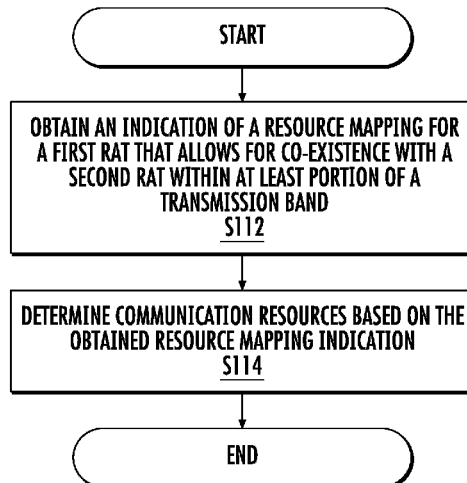 START
OBTAIN AN INDICATION OF A RESOURCE MAPPING FOR
A FIRST RAT THAT ALLOWS FOR CO-EXISTENCE WITH A
SECOND RAT WITHIN AT LEAST PORTION OF A
TRANSMISSION BAND
S112
DETERMINE COMMUNICATION RESOURCES BASED ON THE
OBTAINED RESOURCE MAPPING INDICATION
S114
END